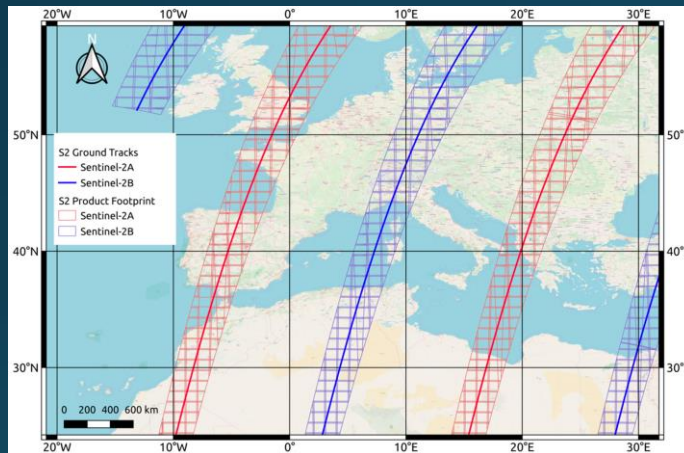 20°W 10°W 0° 10°E 20°E 30°E
N
50°N 50°N
S2 Ground Tracks
Sentinel-2A
Sentinel-2B
S2 Product Footprint
Sentinel-2A
Sentinel-2B
40°N 40°N
30°N 30°N
0 200 400 600 km
20°W 10°W 0° 10°E 20°E 30°E